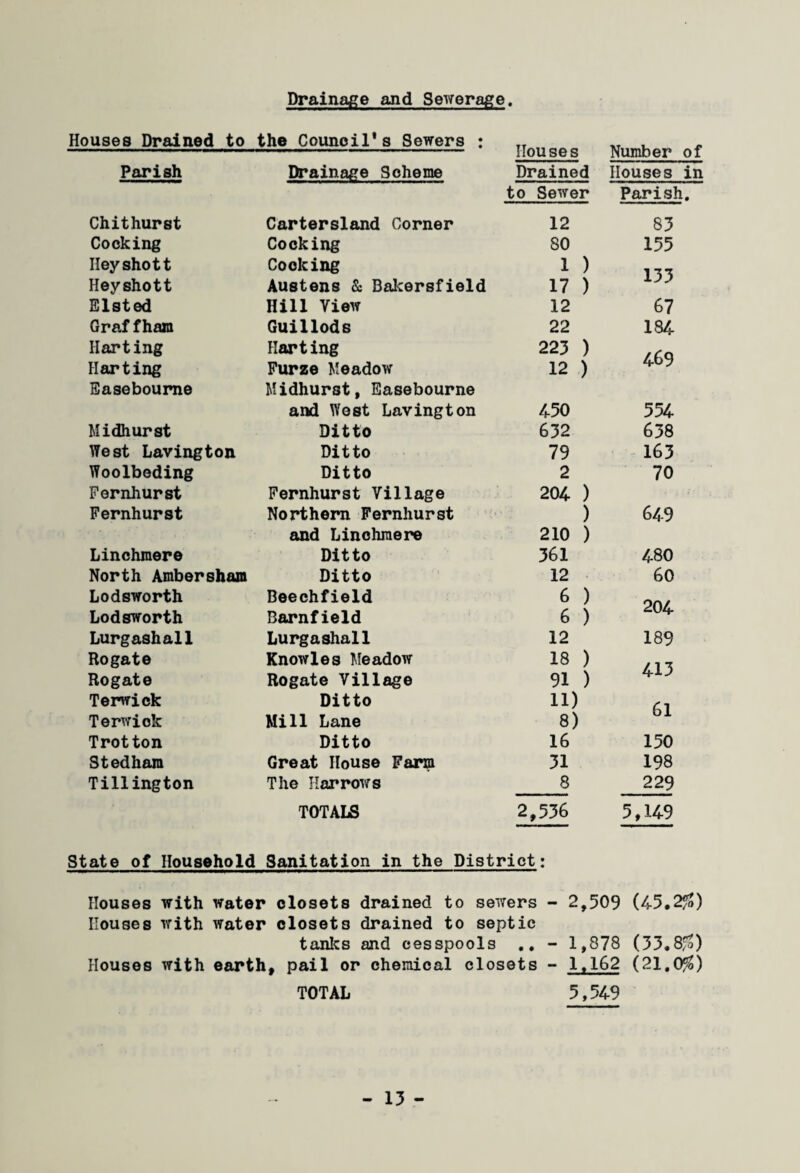 Drainage and Sewerage.
Houses Drained to the Council's Sewers :
Parish Drainage Scheme Houses Drained to Sewer Number of Houses in Parish.
Chithurst Cartersland Corner 12 83
Cocking Cocking 80 155
Heyshott Cocking 1 )
133
Heyshott Austens & Bakersfield 17 )
Elsted Hill View 12 67
Graffham Guillods 22 184
Harting Harting 223 )
469
Harting Furze Meadow 12 )
Easebourne Midhurst, Easebourne
and West Lavington 450 554
Midhurst Ditto 632 638
West Lavington Ditto 79 163
Woolbeding Ditto 2 70
Fernhurst Fernhurst Village 204 )
Fernhurst Northern Fernhurst ) 649
and Linchmere 210 )
Linchmere Ditto 361 480
North Ambersham Ditto 12 60
Lodsworth Beechfield 6 )
204
Lodsworth Barnfield 6 )
Lurgashall Lurgashall 12 189
Rogate Knowles Meadow 18 )
413
Rogate Rogate Village 91 )
Terwick Ditto 11)
61
Terwick Mill Lane 8)
Trotton Ditto 16 150
Stedham Great House Farm 31 198
Tillington The Harrows 8 229
TOTALS 2,536 5,149
State of Household Sanitation in the District:
Houses with water closets drained to sewers - 2,509 (45.2%)
Houses with water closets drained to septic
tanks and cesspools .. - 1,878 (33.8%)
Houses with earth, pail or chemical closets - 1,162 (21.0%)
TOTAL 5,549
- 13 -